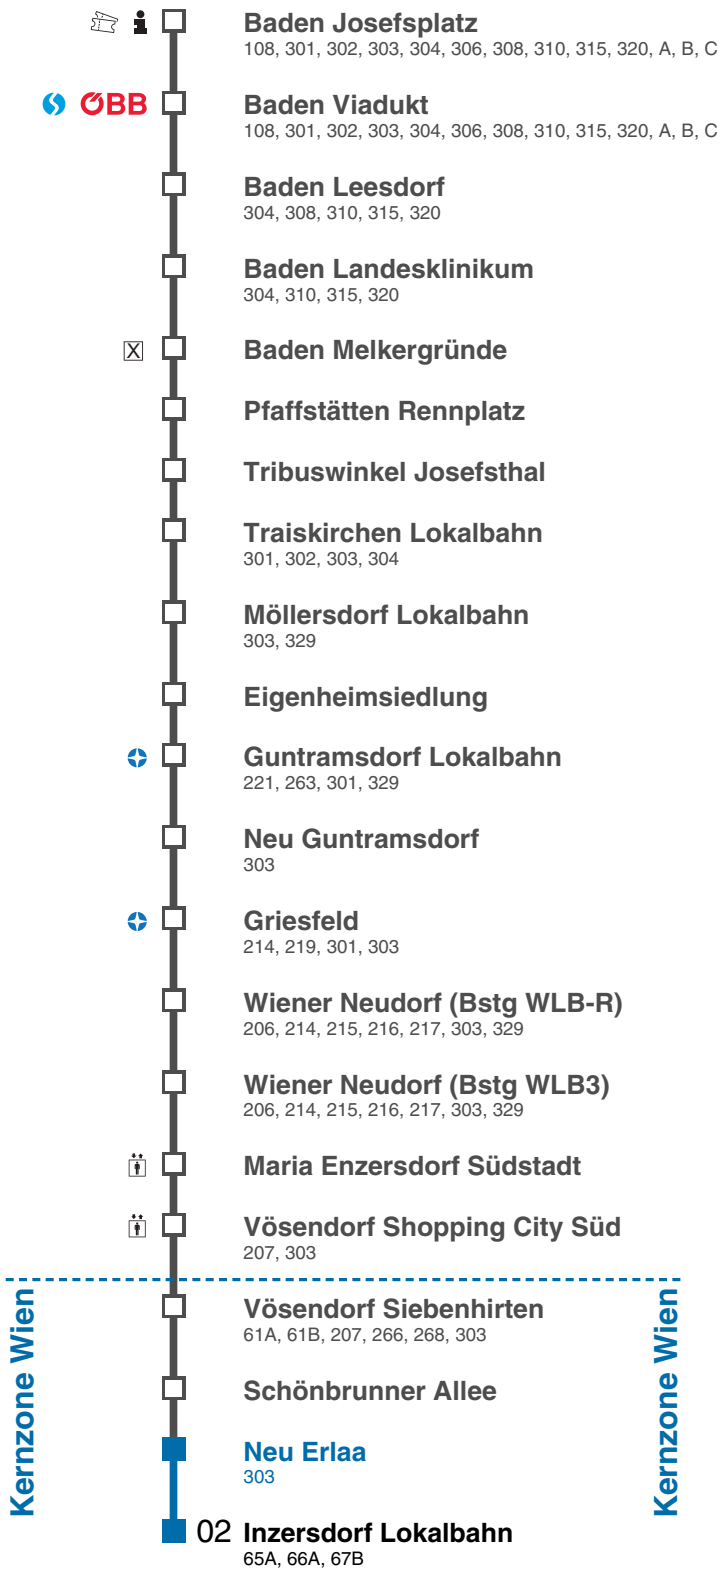 Baden Josefsplatz
108, 301, 302, 303, 304, 306, 308, 310, 315, 320, A, B, C
ÖBB
Baden Viadukt
108, 301, 302, 303, 304, 306, 308, 310, 315, 320, A, B, C
Baden Leesdorf
304, 308, 310, 315, 320
Baden Landesklinikum
304, 310, 315, 320
X
Baden Melkergründe
Pfaffstätten Rennplatz
Tribuswinkel Josefsthal
Traiskirchen Lokalbahn
301, 302, 303, 304
Möllersdorf Lokalbahn
303, 329
Eigenheimsiedlung
Guntramsdorf Lokalbahn
221, 263, 301, 329
Neu Guntramsdorf
303
Griesfeld
214, 219, 301, 303
Wiener Neudorf (Bstg WLB-R)
206, 214, 215, 216, 217, 303, 329
Wiener Neudorf (Bstg WLB3)
206, 214, 215, 216, 217, 303, 329
Maria Enzersdorf Südstadt
Vösendorf Shopping City Süd
207, 303
Kernzone Wien
Kernzone Wien
Vösendorf Siebenhirten
61A, 61B, 207, 266, 268, 303
Schönbrunner Allee
Neu Erlaa
303
02 Inzersdorf Lokalbahn
65A, 66A, 67B